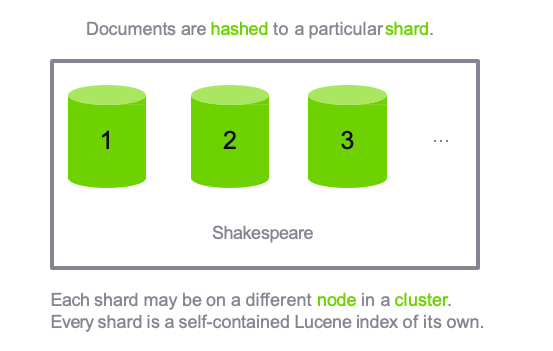 Documents are hashed to a particular shard.
1 2 3 ...
Shakespeare
Each shard may be on a different node in a cluster.
Every shard is a self-contained Lucene index of its own.